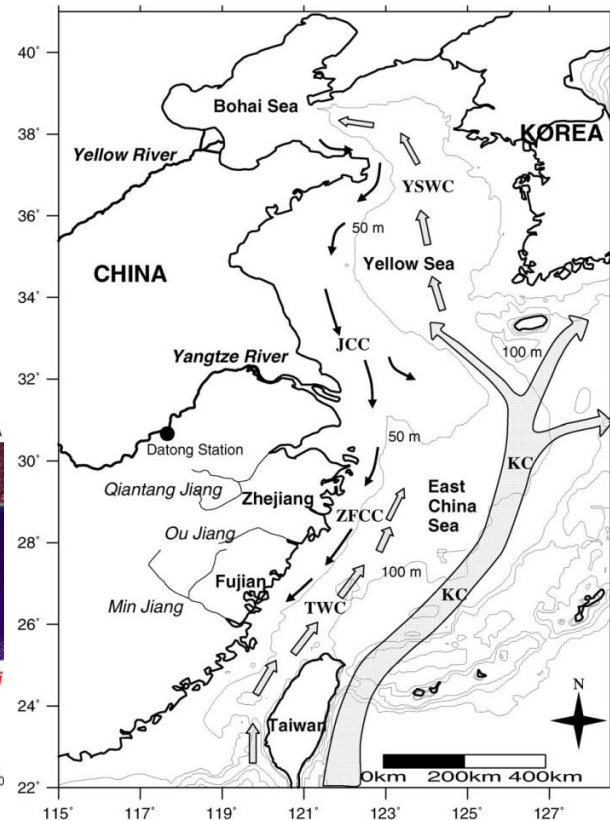 40°
Bohai Sea
38°
KOREA
Yellow River
YSWC
36°
50 m
Yellow Sea
CHINA
34°
100 m
JCC
Yangtze River
32°
50 m
KC
Datong Station
30°
Qiantang Jiang
Zhejiang
East
China
Sea
ZFCC
Ou Jiang
28°
100 m
Fujian
KC
Min Jiang
TWC
26°
N
24°
Taiwan
0km 200km 400km
22°
115° 117° 119° 121° 123° 125° 127°